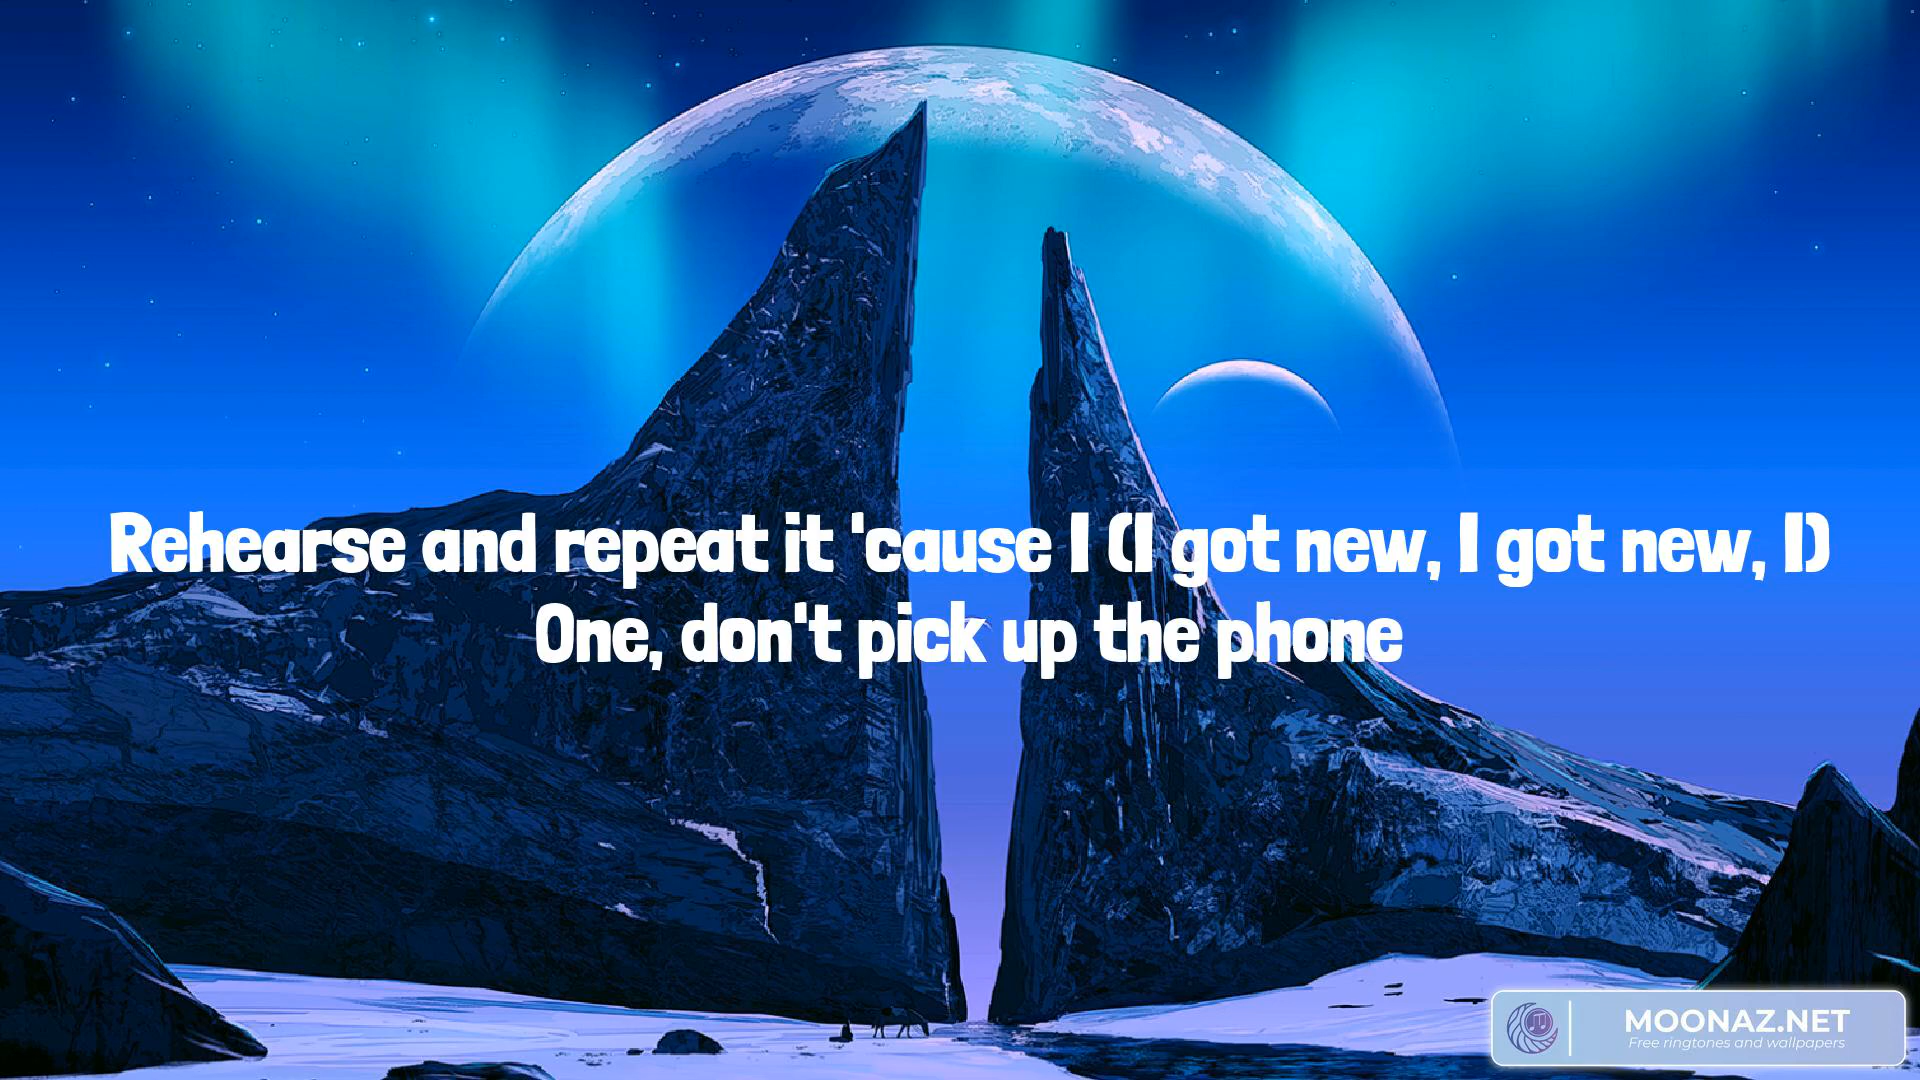 Rehearse and repeat it 'cause I (I got new, I got new, I)
One, don't pick up the phone
MOONAZ.NET
Free ringtones and wallpapers